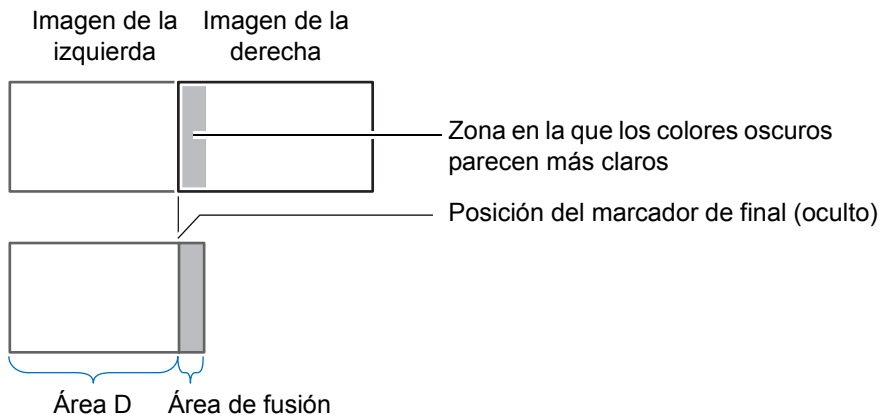 Imagen de la
izquierda
Imagen de la
derecha
Zona en la que los colores oscuros
parecen más claros
Posición del marcador de final (oculto)
Área D
Área de fusión